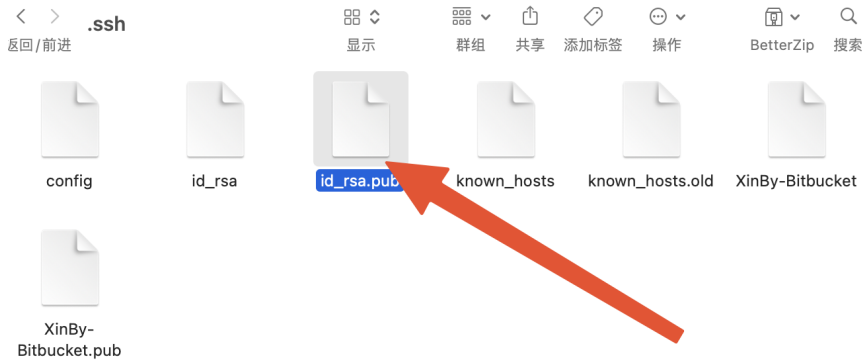 .ssh
返回/前进
显示
群组
共享
添加标签
操作
BetterZip
搜索
config
id_rsa
id_rsa.pub
known_hosts
known_hosts.old
XinBy-Bitbucket
XinBy-
Bitbucket.pub